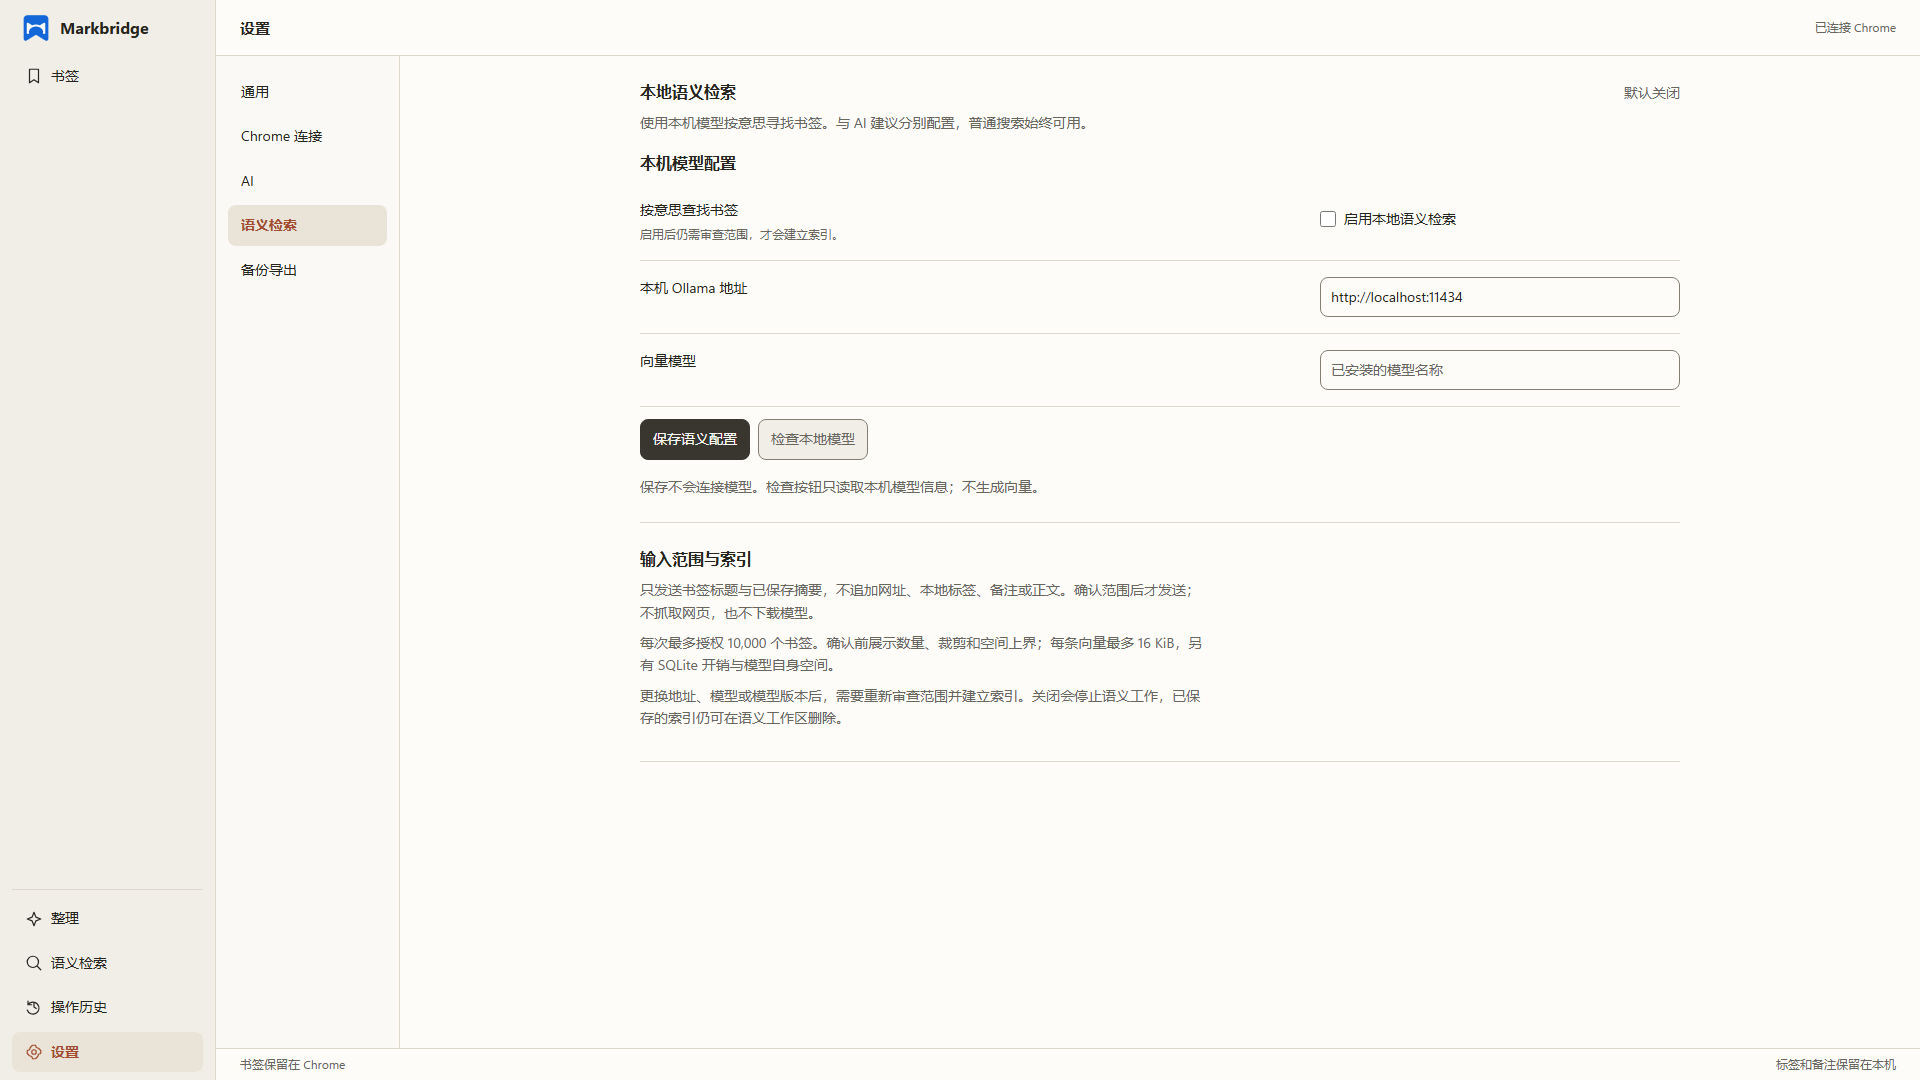 Markbridge
书签
整理
语义检索
操作历史
设置
设置
已连接 Chrome
通用
Chrome 连接
AI
语义检索
备份导出
本地语义检索
默认关闭
使用本机模型按意思寻找书签。与 AI 建议分别配置，普通搜索始终可用。
本机模型配置
按意思查找书签
启用后仍需审查范围，才会建立索引。
启用本地语义检索
本机 Ollama 地址
http://localhost:11434
向量模型
已安装的模型名称
保存语义配置
检查本地模型
保存不会连接模型。检查按钮只读取本机模型信息；不生成向量。
输入范围与索引
只发送书签标题与已保存摘要，不追加网址、本地标签、备注或正文。确认范围后才发送；
不抓取网页，也不下载模型。
每次最多授权 10,000 个书签。确认前展示数量、裁剪和空间上界；每条向量最多 16 KiB，另
有 SQLite 开销与模型自身空间。
更换地址、模型或模型版本后，需要重新审查范围并建立索引。关闭会停止语义工作，已保
存的索引仍可在语义工作区删除。
书签保留在 Chrome
标签和备注保留在本机